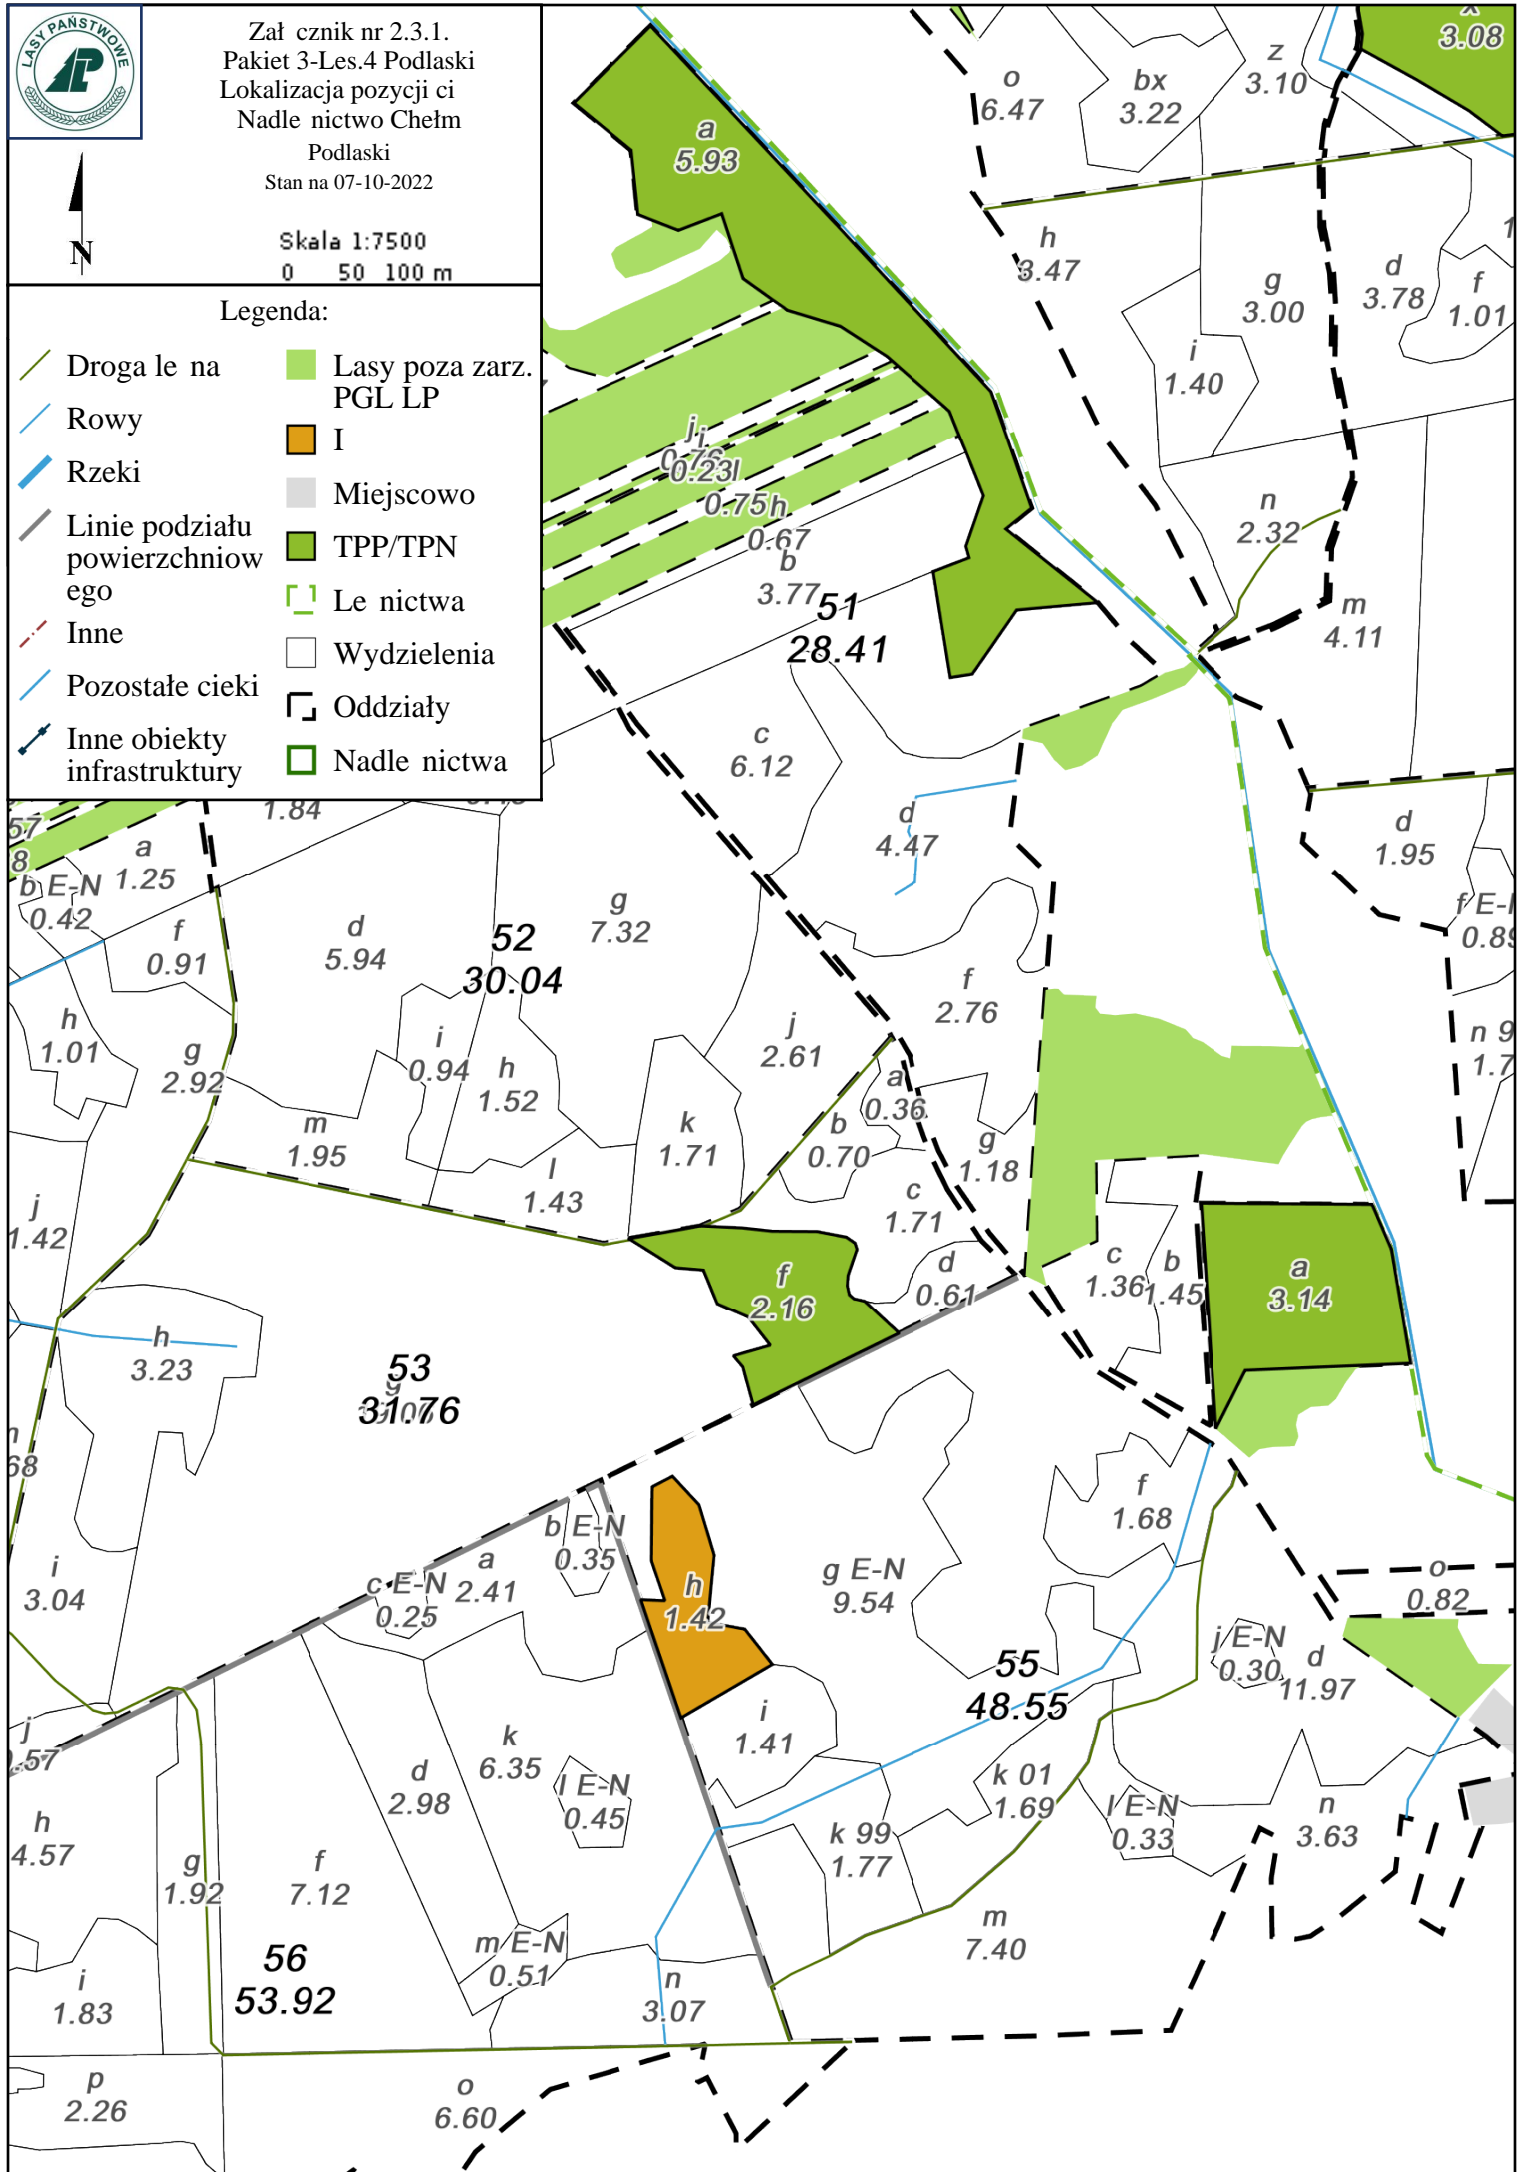 LASY PAŃSTWOWE
Zał cznik nr 2.3.1.
Pakiet 3-Les.4 Podlaski
Lokalizacja pozycji ci
Nadle nictwo Chełm
Podlaski
Stan na 07-10-2022
N
Skala 1:7500
0 50 100 m
Legenda:
Droga le na
Rowy
Rzeki
Linie podziału
powierzchniow
ego
Inne
Pozostałe cieki
Inne obiekty
infrastruktury
Lasy poza zarz.
PGL LP
I
Miejscowo
TPP/TPN
Le nictwa
Wydzielenia
Oddziały
Nadle nictwa
x
3.08
z
3.10
bx
3.22
o
6.47
a
5.93
h
3.47
g
3.00
d
3.78
f
1.01
i
1.40
j
0.76
i
0.23
l
0.75
h
0.67
b
3.77
51
28.41
n
2.32
m
4.11
c
6.12
d
4.47
d
1.95
1.84
57
8
a
1.25
b E-N
0.42
f
0.91
d
5.94
52
30.04
g
7.32
f
2.76
h
1.01
g
2.92
i
0.94
h
1.52
j
2.61
a
0.36
b
0.70
g
1.18
m
1.95
l
1.43
k
1.71
c
1.71
d
0.61
j
1.42
f
2.16
c
1.36
b
1.45
a
3.14
h
3.23
53
31.76
g
68
f
1.68
i
3.04
b E-N
0.35
a
2.41
c E-N
0.25
h
1.42
g E-N
9.54
o
0.82
j E-N
0.30
d
11.97
55
48.55
i
1.41
j
.57
k
6.35
d
2.98
l E-N
0.45
k 01
1.69
l E-N
0.33
n
3.63
h
4.57
g
1.92
f
7.12
k 99
1.77
m
7.40
56
53.92
m E-N
0.51
n
3.07
i
1.83
p
2.26
o
6.60